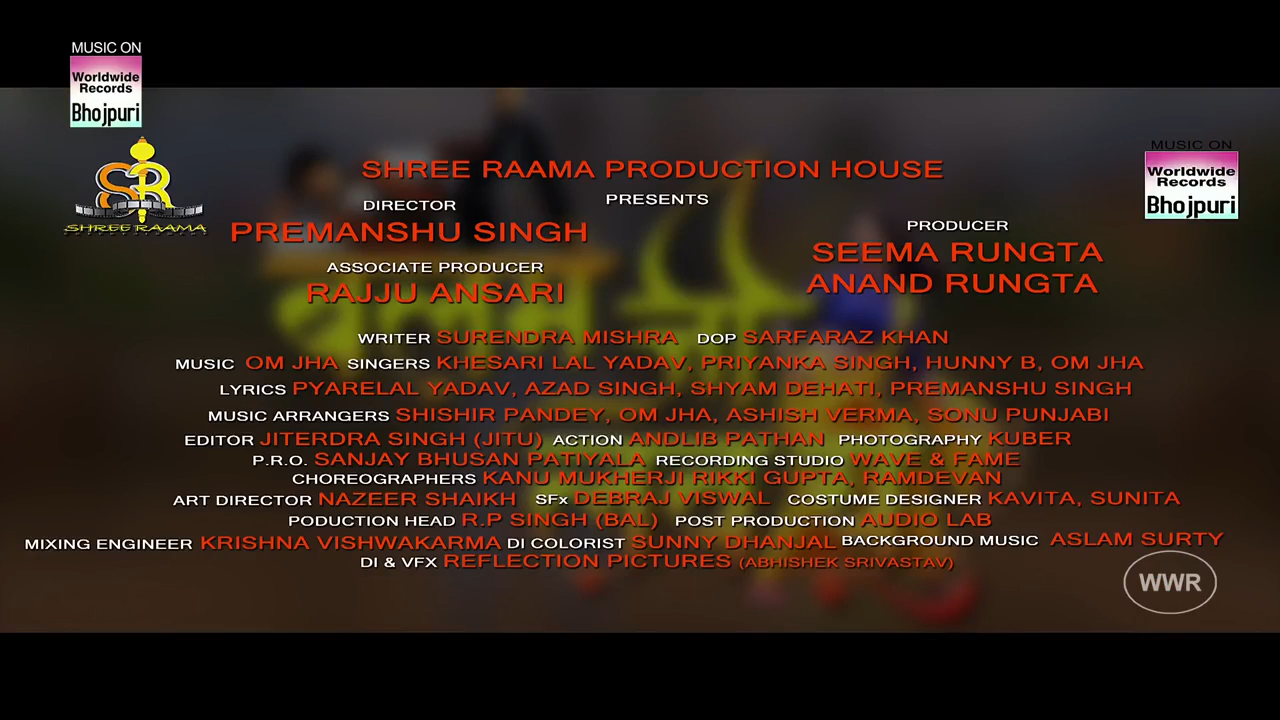 MUSIC ON
Worldwide
Records
Bhojpuri
SR
SHREE RAAMA
MUSIC ON
Worldwide
Records
Bhojpuri
SHREE RAAMA PRODUCTION HOUSE
PRESENTS
DIRECTOR
PREMANSHU SINGH
PRODUCER
SEEMA RUNGTA
ANAND RUNGTA
ASSOCIATE PRODUCER
RAJJU ANSARI
WRITER SURENDRA MISHRA DOP SARFARAZ KHAN
MUSIC OM JHA SINGERS KHESARI LAL YADAV, PRIYANKA SINGH, HUNNY B, OM JHA
LYRICS PYARELAL YADAV, AZAD SINGH, SHYAM DEHATI, PREMANSHU SINGH
MUSIC ARRANGERS SHISHIR PANDEY, OM JHA, ASHISH VERMA, SONU PUNJABI
EDITOR JITERDRA SINGH (JITU) ACTION ANDLIB PATHAN PHOTOGRAPHY KUBER
P.R.O. SANJAY BHUSAN PATIYALA RECORDING STUDIO WAVE & FAME
CHOREOGRAPHERS KANU MUKHERJI RIKKI GUPTA, RAMDEVAN
ART DIRECTOR NAZEER SHAIKH SFx DEBRAJ VISWAL COSTUME DESIGNER KAVITA, SUNITA
PODUCTION HEAD R.P SINGH (BAL) POST PRODUCTION AUDIO LAB
MIXING ENGINEER KRISHNA VISHWAKARMA DI COLORIST SUNNY DHANJAL BACKGROUND MUSIC ASLAM SURTY
DI & VFX REFLECTION PICTURES (ABHISHEK SRIVASTAV)
WWR